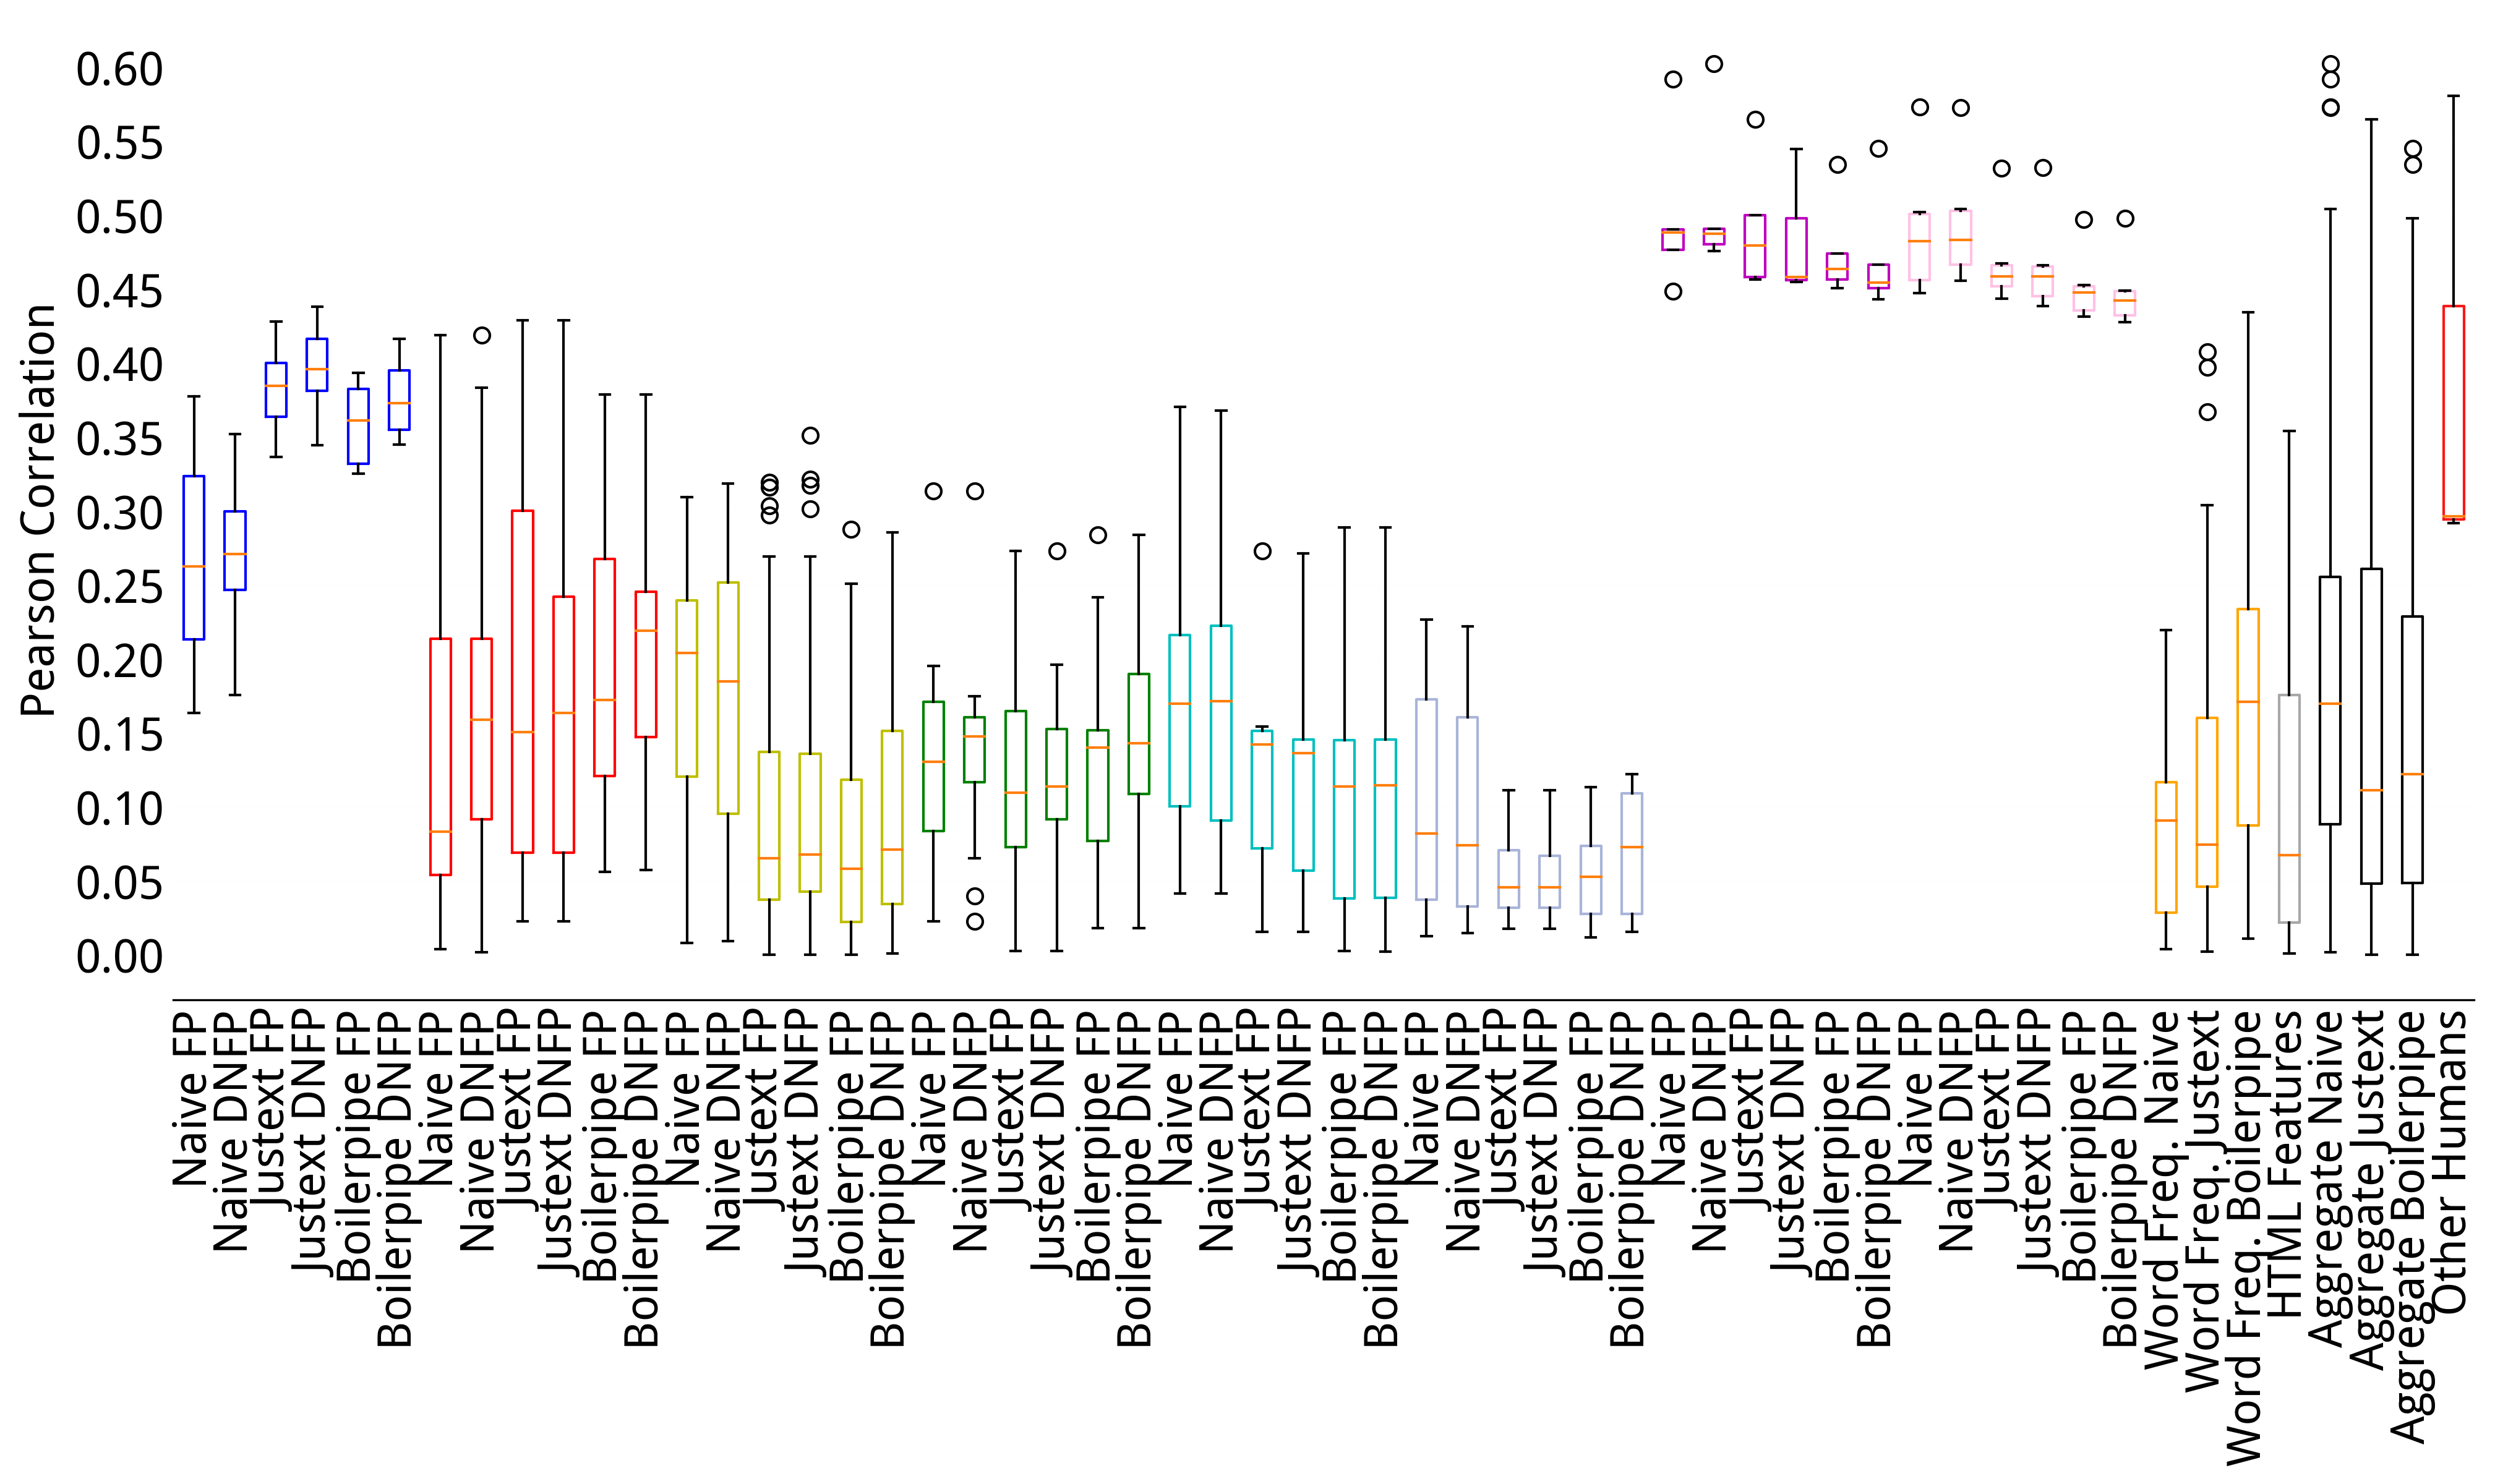 0.60
0.55
0.50
0.45
0.40
0.35
0.30
0.25
0.20
0.15
0.10
0.05
0.00
Pearson Correlation
Naive FP
Naive DNFP
Justext FP
Justext DNFP
Boilerpipe FP
Boilerpipe DNFP
Naive FP
Naive DNFP
Justext FP
Justext DNFP
Boilerpipe FP
Boilerpipe DNFP
Naive FP
Naive DNFP
Justext FP
Justext DNFP
Boilerpipe FP
Boilerpipe DNFP
Naive FP
Naive DNFP
Justext FP
Justext DNFP
Boilerpipe FP
Boilerpipe DNFP
Naive FP
Naive DNFP
Justext FP
Justext DNFP
Boilerpipe FP
Boilerpipe DNFP
Naive FP
Naive DNFP
Justext FP
Justext DNFP
Boilerpipe FP
Boilerpipe DNFP
Naive FP
Naive DNFP
Justext FP
Justext DNFP
Boilerpipe FP
Boilerpipe DNFP
Naive FP
Naive DNFP
Justext FP
Justext DNFP
Boilerpipe FP
Boilerpipe DNFP
Word Freq. Naive
Word Freq. Justext
Word Freq. Boilerpipe
HTML Features
Aggregate Naive
Aggregate Justext
Aggregate Boilerpipe
Other Humans